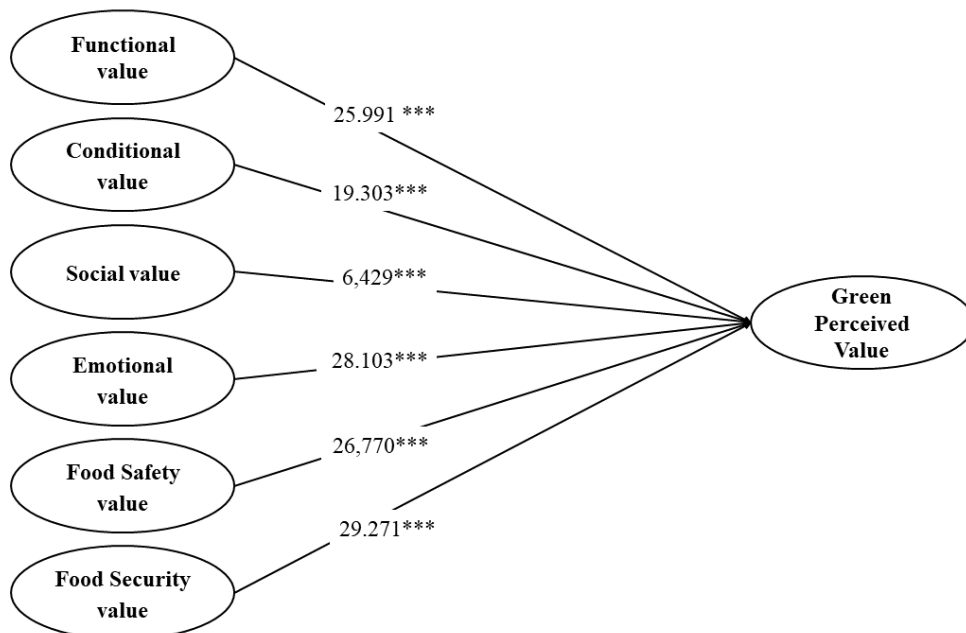 Functional
value
25.991 ***
Conditional
value
19.303***
Social value
6,429***
Green
Perceived
Value
Emotional
value
28.103***
Food Safety
value
26,770***
Food Security
value
29.271***